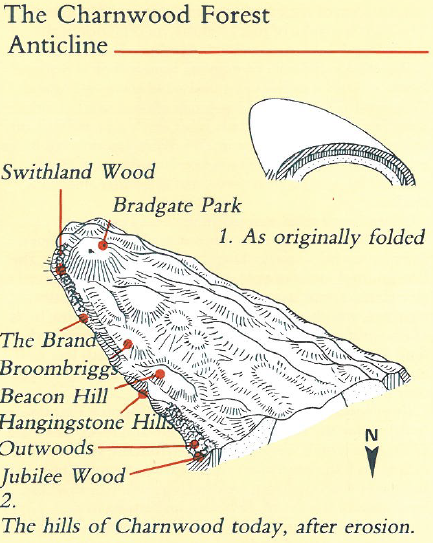 The Charnwood Forest
Anticline
Swithland Wood
Bradgate Park
1. As originally folded
The Brand
Broombriggs
Beacon Hill
Hangingstone Hills
Outwoods
Jubilee Wood
N
2.
The hills of Charnwood today, after erosion.